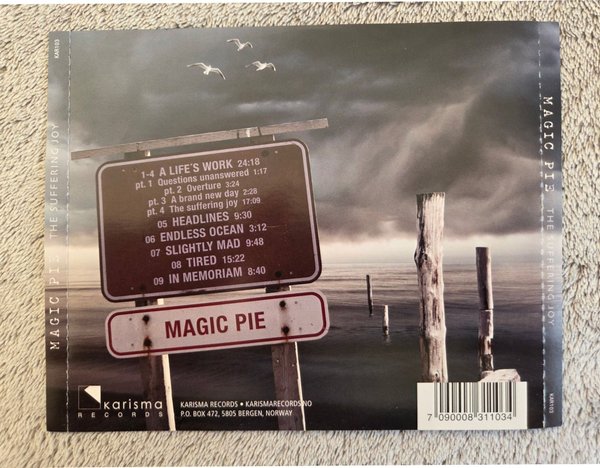 KAR103
MAGIC PIE THE SUFFERING JOY
1-4 A LIFE'S WORK 24:18
pt. 1 Questions unanswered 1:17
pt. 2 Overture 3:24
pt. 3 A brand new day 2:28
pt. 4 The suffering joy 17:09
05 HEADLINES 9:30
06 ENDLESS OCEAN 3:12
07 SLIGHTLY MAD 9:48
08 TIRED 15:22
09 IN MEMORIAM 8:40
MAGIC PIE
karisma
RECORDS
KARISMA RECORDS • KARISMARECORDS.NO
P.O. BOX 472, 5805 BERGEN, NORWAY
7 090008 311034
MAGIC PIE THE SUFFERING JOY
KAR103